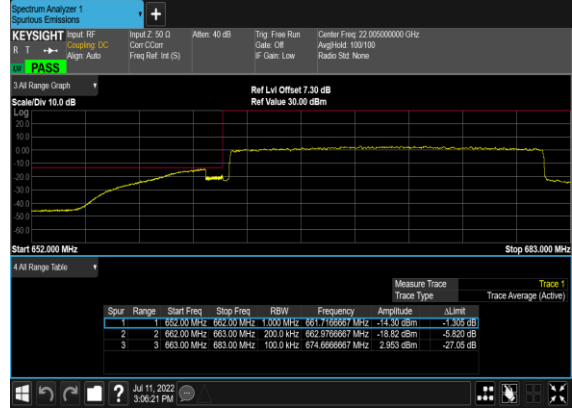 Spectrum Analyzer 1
Spurious Emissions
KEYSIGHT Input: RF Input Z: 50 Ω Atten: 40 dB Trig: Free Run Center Freq: 22.005000000 GHz
R T Coupling: DC Corr CCorr Gate: Off Avg|Hold: 100/100
Align: Auto Freq Ref: Int (S) IF Gain: Low Radio Std: None
LW PASS
3 All Range Graph
Ref Lvl Offset 7.30 dB
Scale/Div 10.0 dB Ref Value 30.00 dBm
Log
20.0
10.0
0.00
-10.0
-20.0
-30.0
-40.0
-50.0
-60.0
Start 652.000 MHz Stop 683.000 MHz
4 All Range Table
Measure Trace Trace 1
Trace Type Trace Average (Active)
Spur Range Start Freq Stop Freq RBW Frequency Amplitude ΔLimit
1 1 652.00 MHz 662.00 MHz 1.000 MHz 661.7166667 MHz -14.30 dBm -1.305 dB
2 2 662.00 MHz 663.00 MHz 200.0 kHz 662.9766667 MHz -18.82 dBm -5.820 dB
3 3 663.00 MHz 683.00 MHz 100.0 kHz 674.6666667 MHz 2.953 dBm -27.05 dB
? Jul 11, 2022
3:06:21 PM